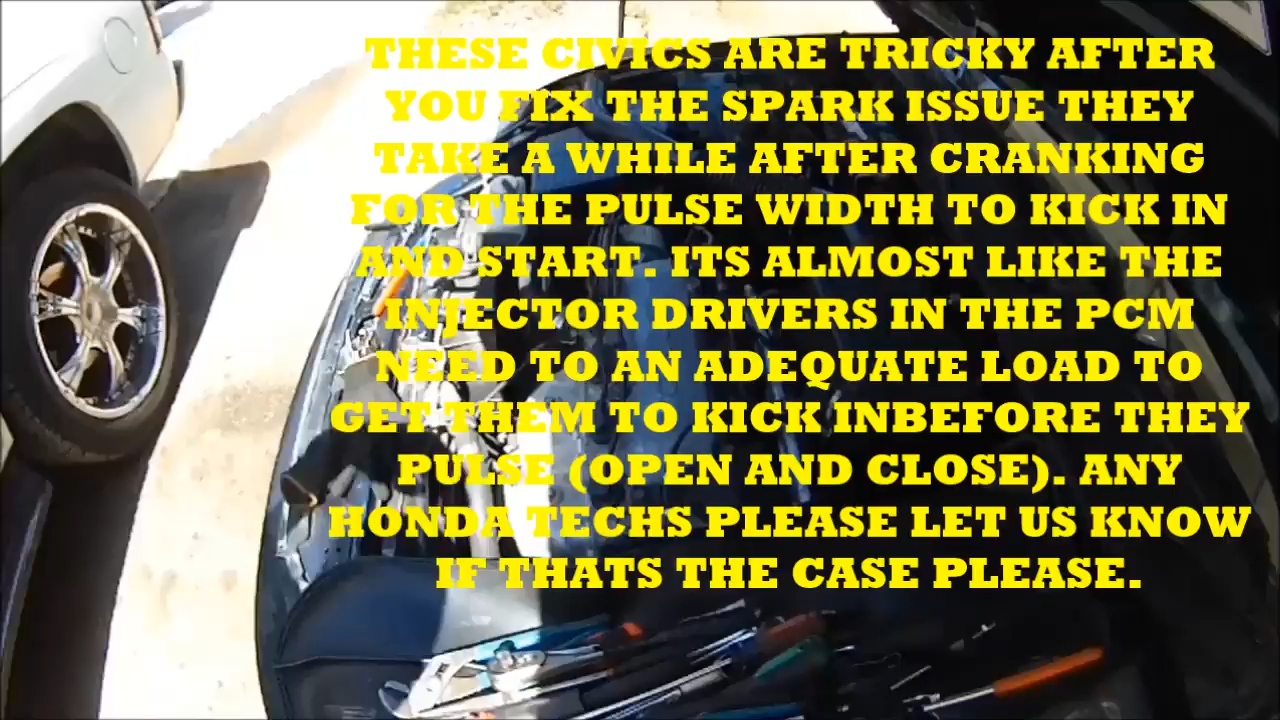 THESE CIVICS ARE TRICKY AFTER
YOU FIX THE SPARK ISSUE THEY
TAKE A WHILE AFTER CRANKING
FOR THE PULSE WIDTH TO KICK IN
AND START. ITS ALMOST LIKE THE
INJECTOR DRIVERS IN THE PCM
NEED TO AN ADEQUATE LOAD TO
GET THEM TO KICK INBEFORE THEY
PULSE (OPEN AND CLOSE). ANY
HONDA TECHS PLEASE LET US KNOW
IF THATS THE CASE PLEASE.